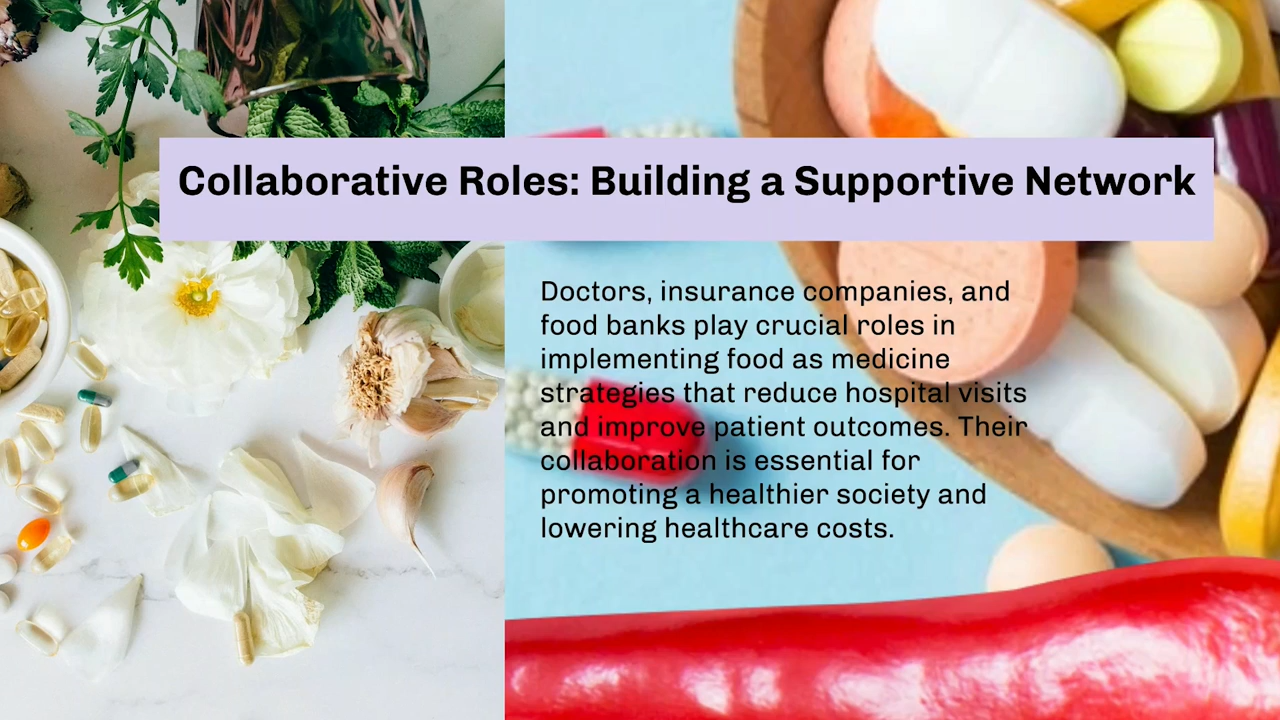 Collaborative Roles: Building a Supportive Network
Doctors, insurance companies, and
food banks play crucial roles in
implementing food as medicine
strategies that reduce hospital visits
and improve patient outcomes. Their
collaboration is essential for
promoting a healthier society and
lowering healthcare costs.